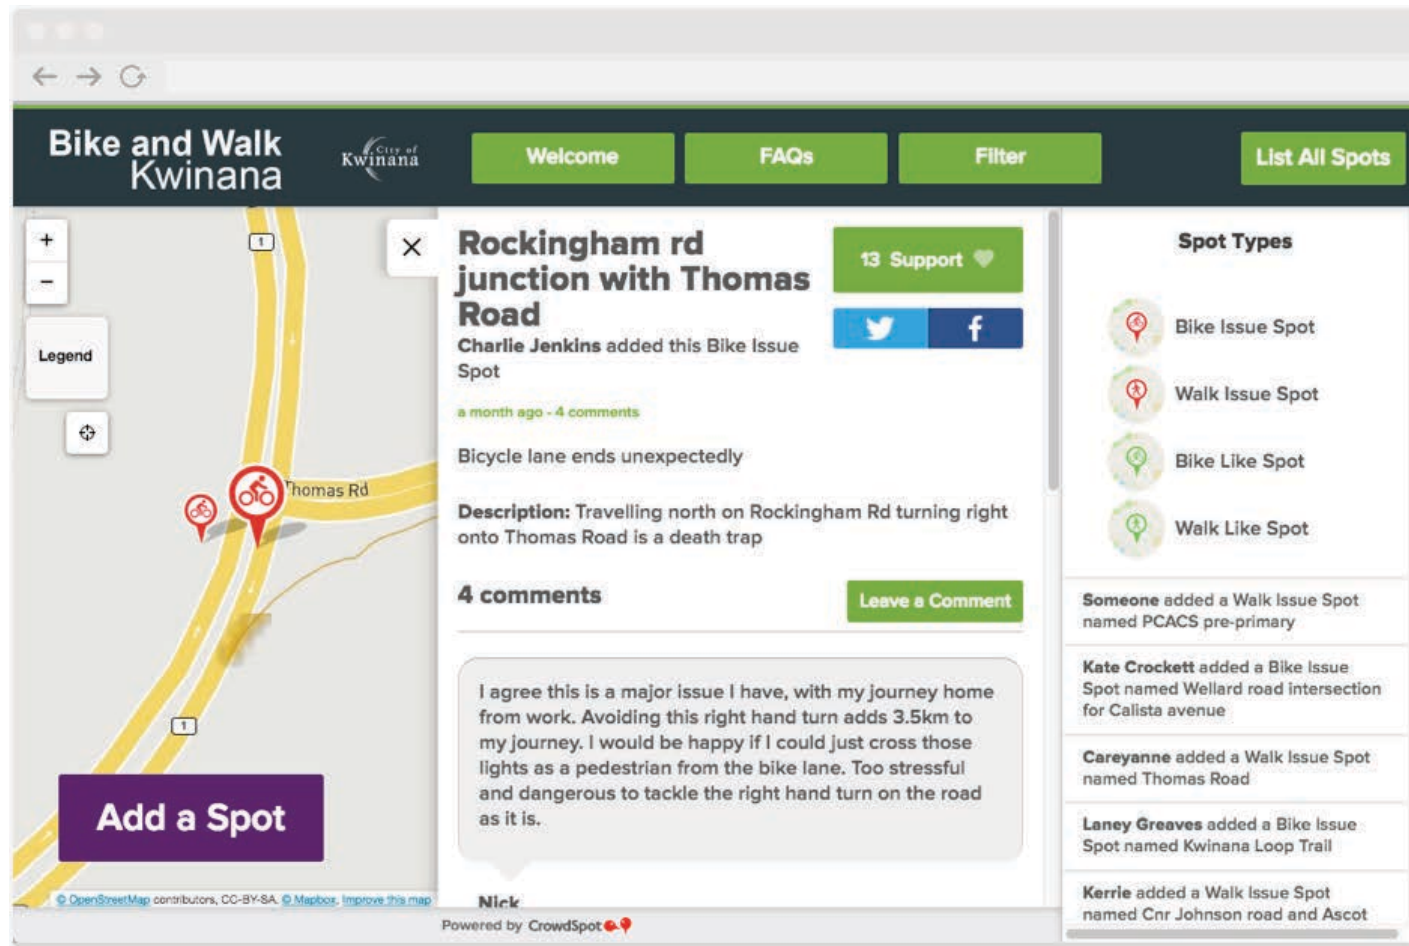 Bike and Walk
Kwinana
City of
Kwinana
Welcome
FAQs
Filter
List All Spots
+
−
Legend
1
Thomas Rd
1
Add a Spot
© OpenStreetMap contributors, CC-BY-SA, © Mapbox, Improve this map
Rockingham rd
junction with Thomas
Road
13 Support
Charlie Jenkins added this Bike Issue
Spot
a month ago - 4 comments
Bicycle lane ends unexpectedly
Description: Travelling north on Rockingham Rd turning right
onto Thomas Road is a death trap
4 comments
Leave a Comment
I agree this is a major issue I have, with my journey home
from work. Avoiding this right hand turn adds 3.5km to
my journey. I would be happy if I could just cross those
lights as a pedestrian from the bike lane. Too stressful
and dangerous to tackle the right hand turn on the road
as it is.
Nick
Powered by CrowdSpot
Spot Types
Bike Issue Spot
Walk Issue Spot
Bike Like Spot
Walk Like Spot
Someone added a Walk Issue Spot
named PCACS pre-primary
Kate Crockett added a Bike Issue
Spot named Wellard road intersection
for Calista avenue
Careyanne added a Walk Issue Spot
named Thomas Road
Laney Greaves added a Bike Issue
Spot named Kwinana Loop Trail
Kerrie added a Walk Issue Spot
named Cnr Johnson road and Ascot